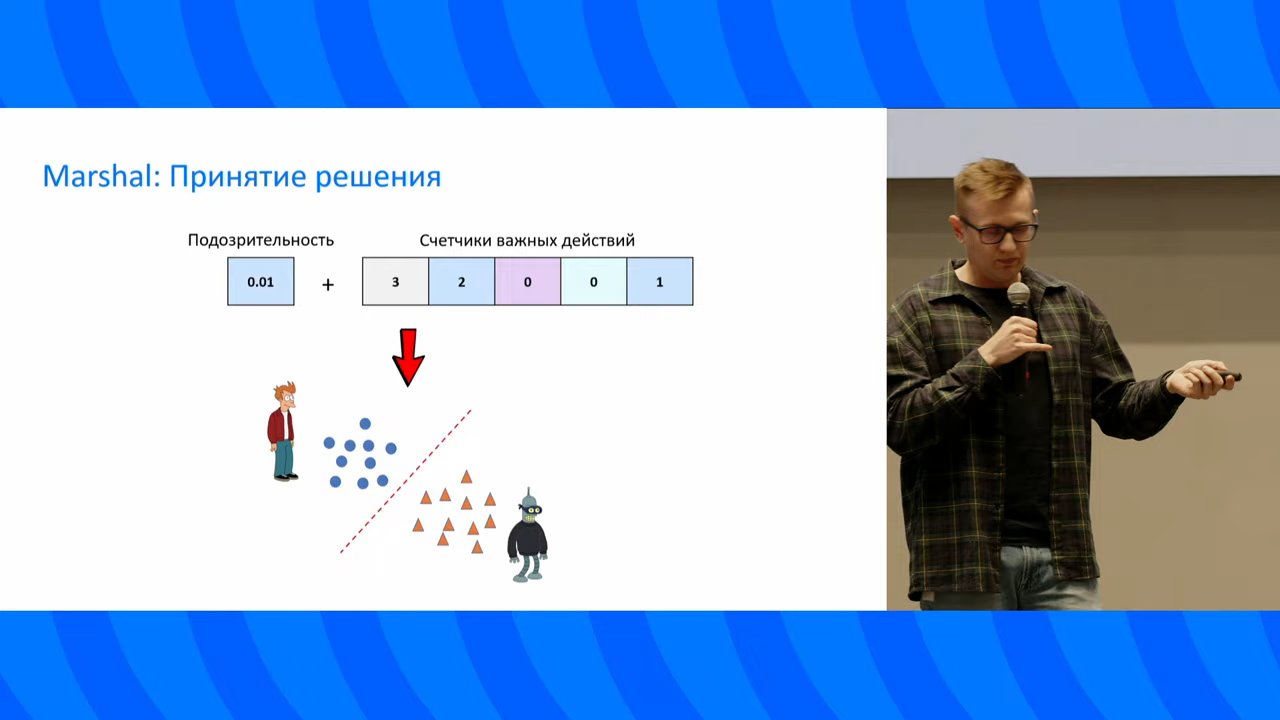 Marshal: Принятие решения
Подозрительность
Счетчики важных действий
0.01 + 3 2 0 0 1